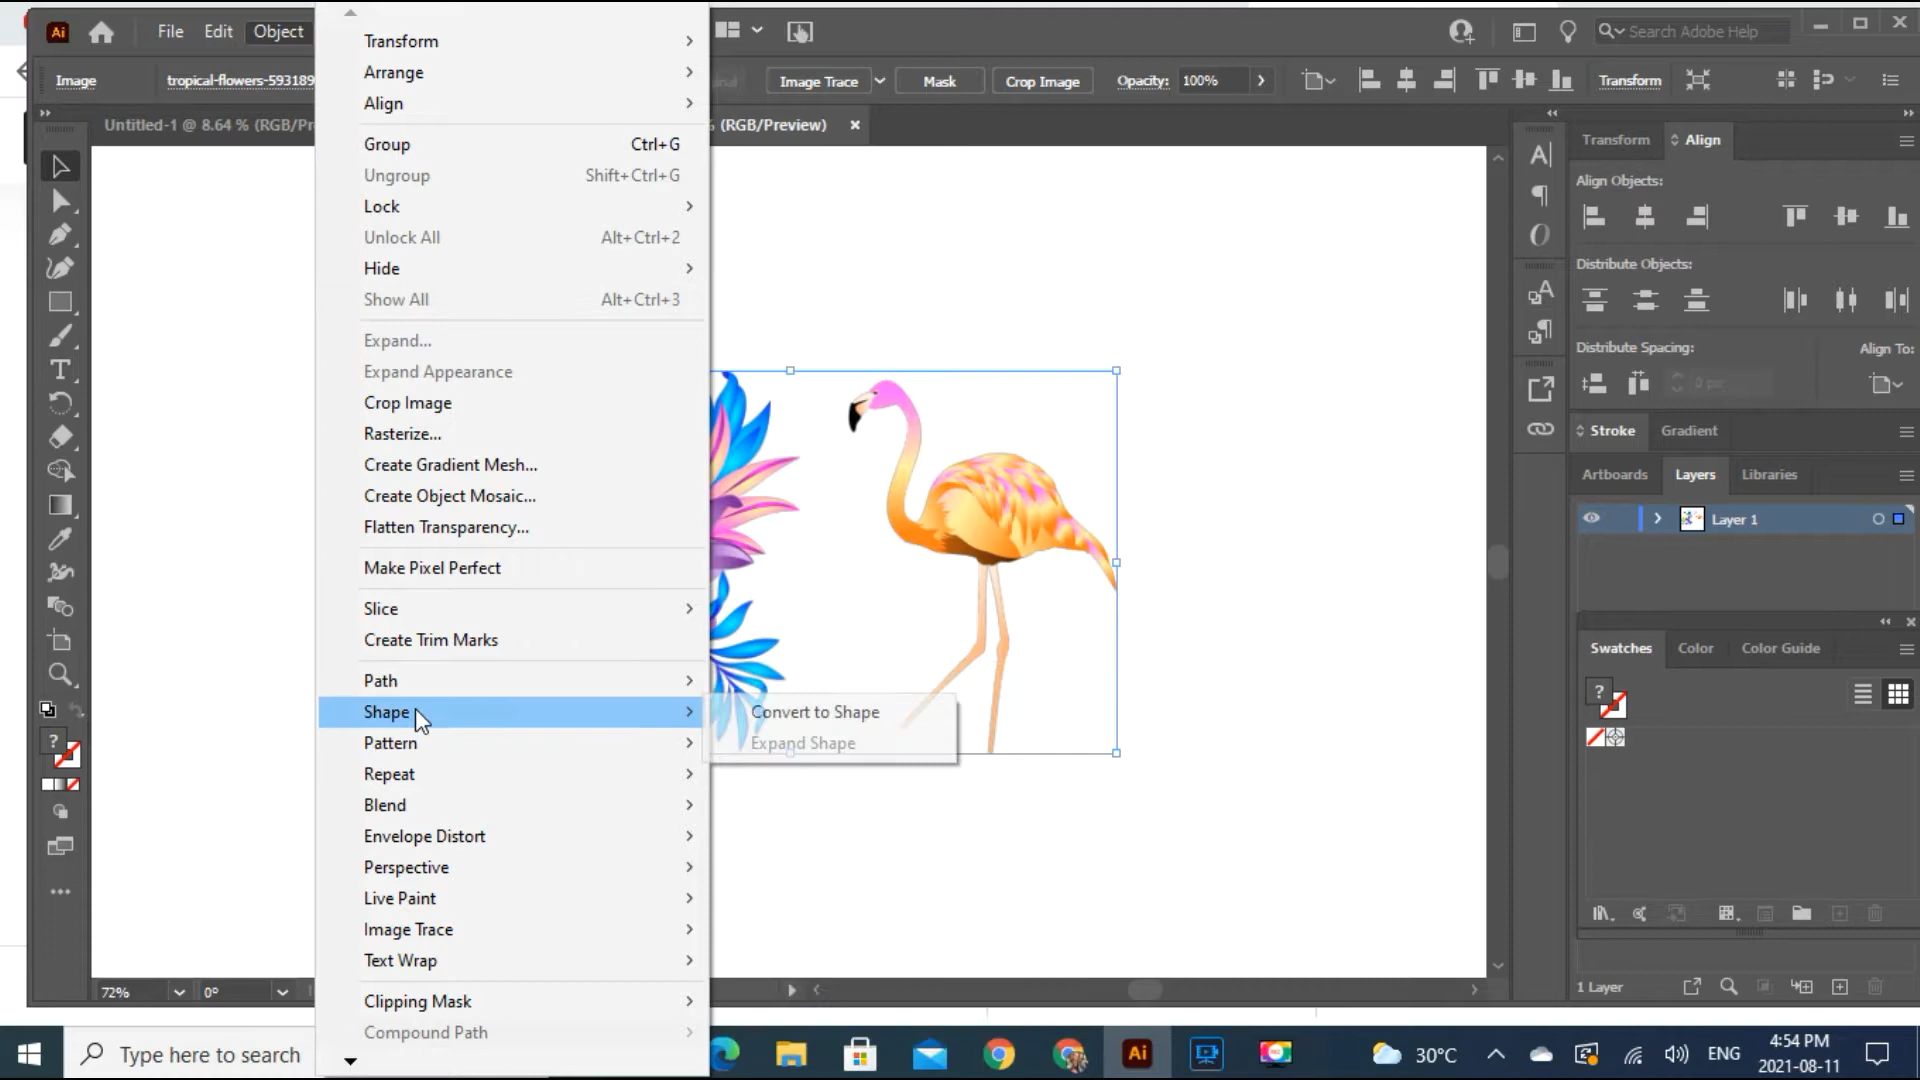 Ai
File
Edit
Object
Search Adobe Help
Image
tropical-flowers-593189
Image Trace
Mask
Crop Image
Opacity:
100%
Transform
Untitled-1 @ 8.64 % (RGB/Pr
% (RGB/Preview)
Transform
Arrange
Align
Group Ctrl+G
Ungroup Shift+Ctrl+G
Lock
Unlock All Alt+Ctrl+2
Hide
Show All Alt+Ctrl+3
Expand...
Expand Appearance
Crop Image
Rasterize...
Create Gradient Mesh...
Create Object Mosaic...
Flatten Transparency...
Make Pixel Perfect
Slice
Create Trim Marks
Path
Shape
Convert to Shape
Expand Shape
Pattern
Repeat
Blend
Envelope Distort
Perspective
Live Paint
Image Trace
Text Wrap
Clipping Mask
Compound Path
Transform
Align
Align Objects:
Distribute Objects:
Distribute Spacing:
Align To:
0 px
Stroke
Gradient
Artboards
Layers
Libraries
Layer 1
Swatches
Color
Color Guide
1 Layer
72%
0°
Type here to search
Ai
30°C
ENG
4:54 PM
2021-08-11